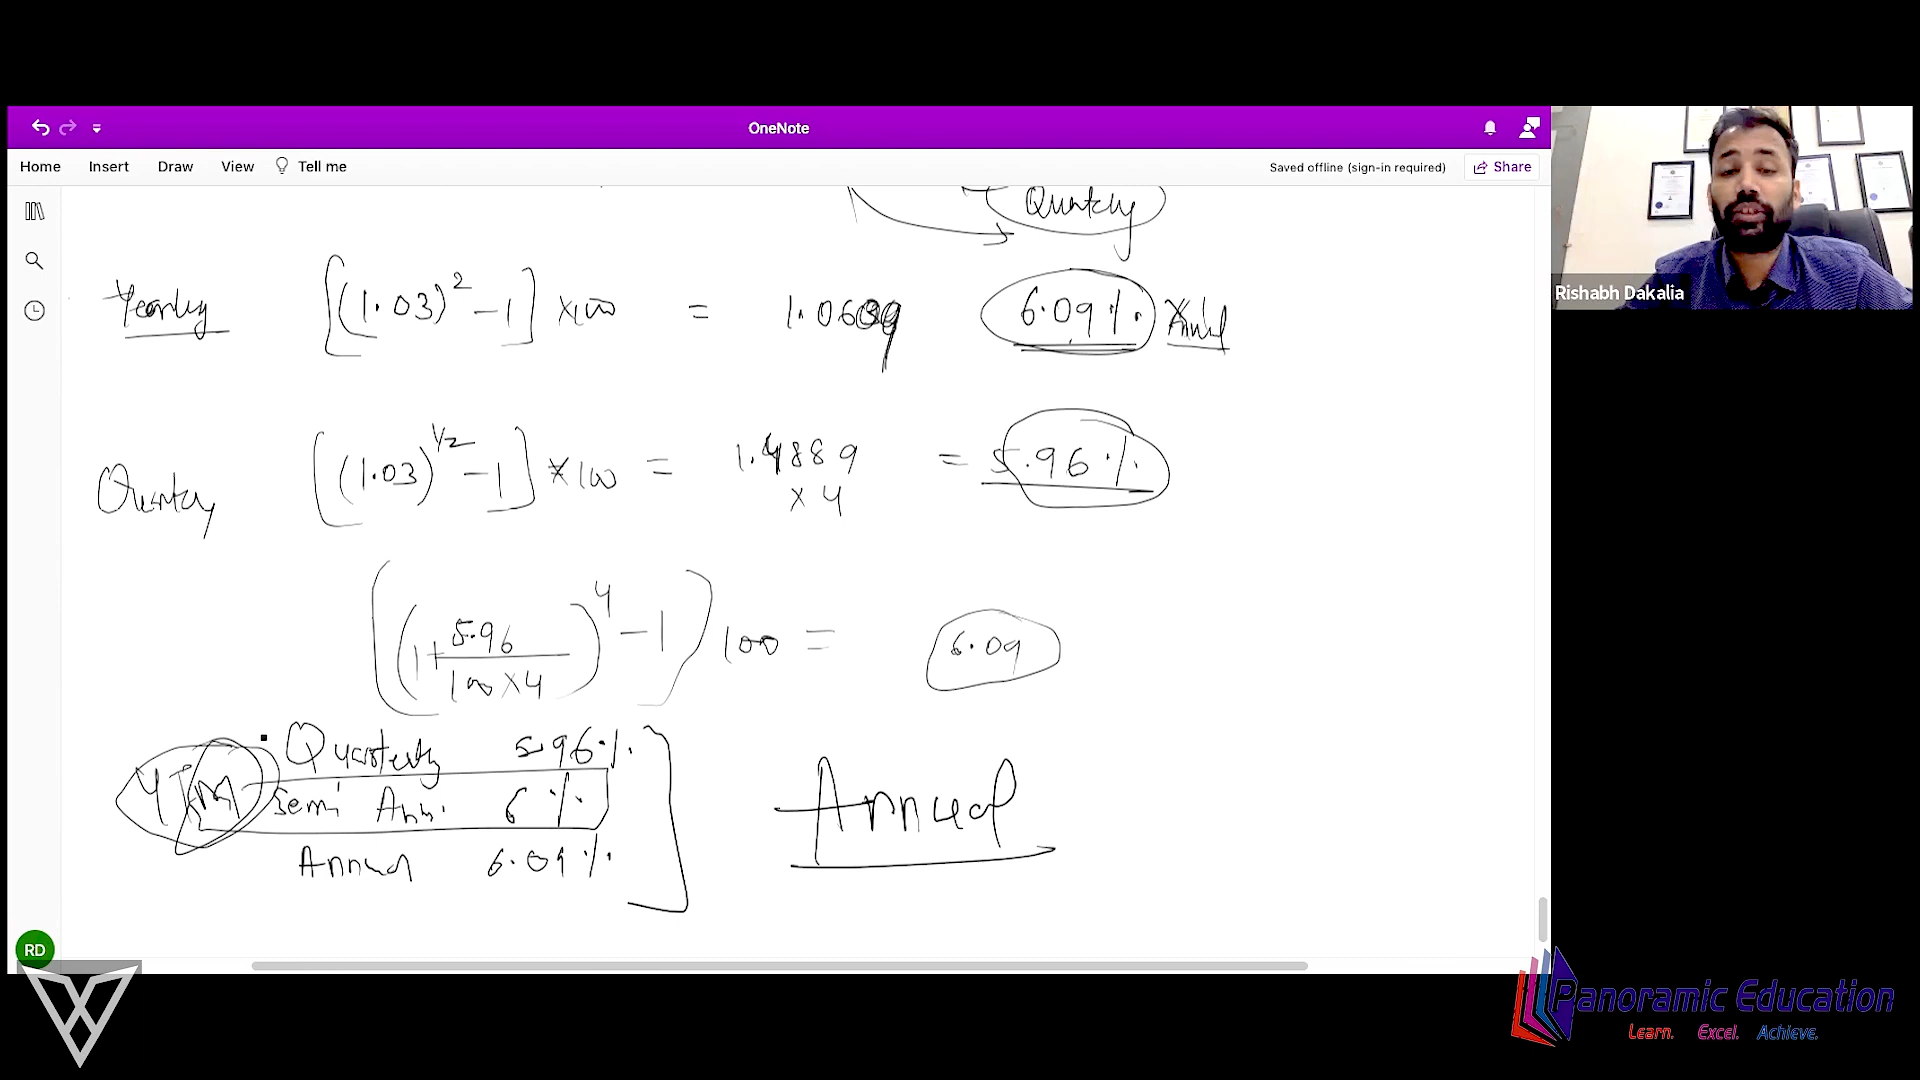 OneNote
Home Insert Draw View Tell me
Saved offline (sign-in required) Share
Quartely
Yearly [(1.03)^2 - 1] x100 = 1.0609 6.09%
Quartely [(1.03)^1/2 - 1] x 100 = 1.4889 x 4 = 5.96%
((1+ 5.96/100x4)^4 - 1) 100 = 6.09
Quarterly 5.96%
YTM Semi Ann. 6%
Annual 6.09%
Annual
RD
Rishabh Dakalia
Panoramic Education
Learn. Excel. Achieve.